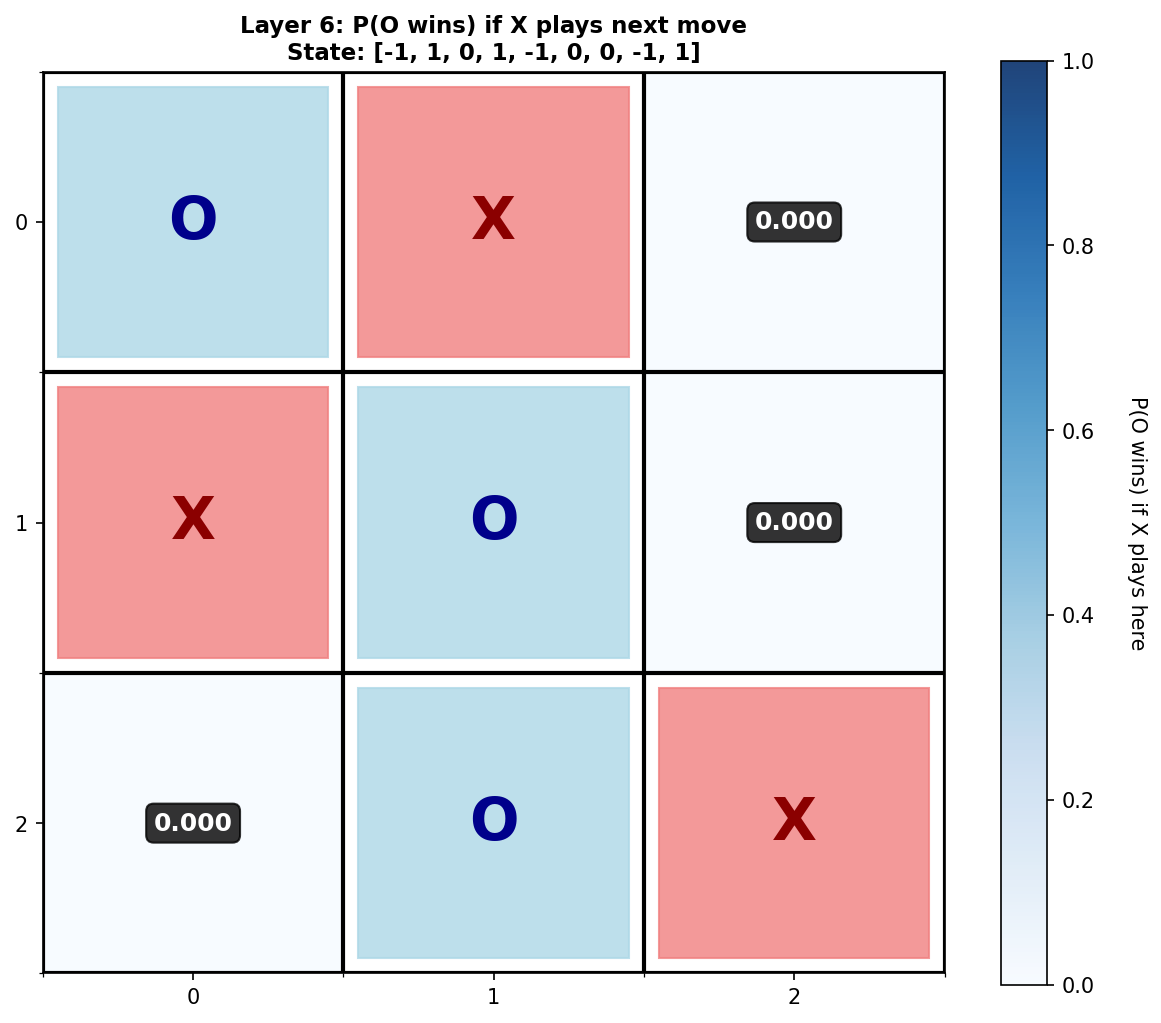 Layer 6: P(O wins) if X plays next move
State: [-1, 1, 0, 1, -1, 0, 0, -1, 1]
0
O
X
0.000
1
X
O
0.000
2
0.000
O
X
0
1
2
1.0
0.8
0.6
0.4
0.2
0.0
P(O wins) if X plays here